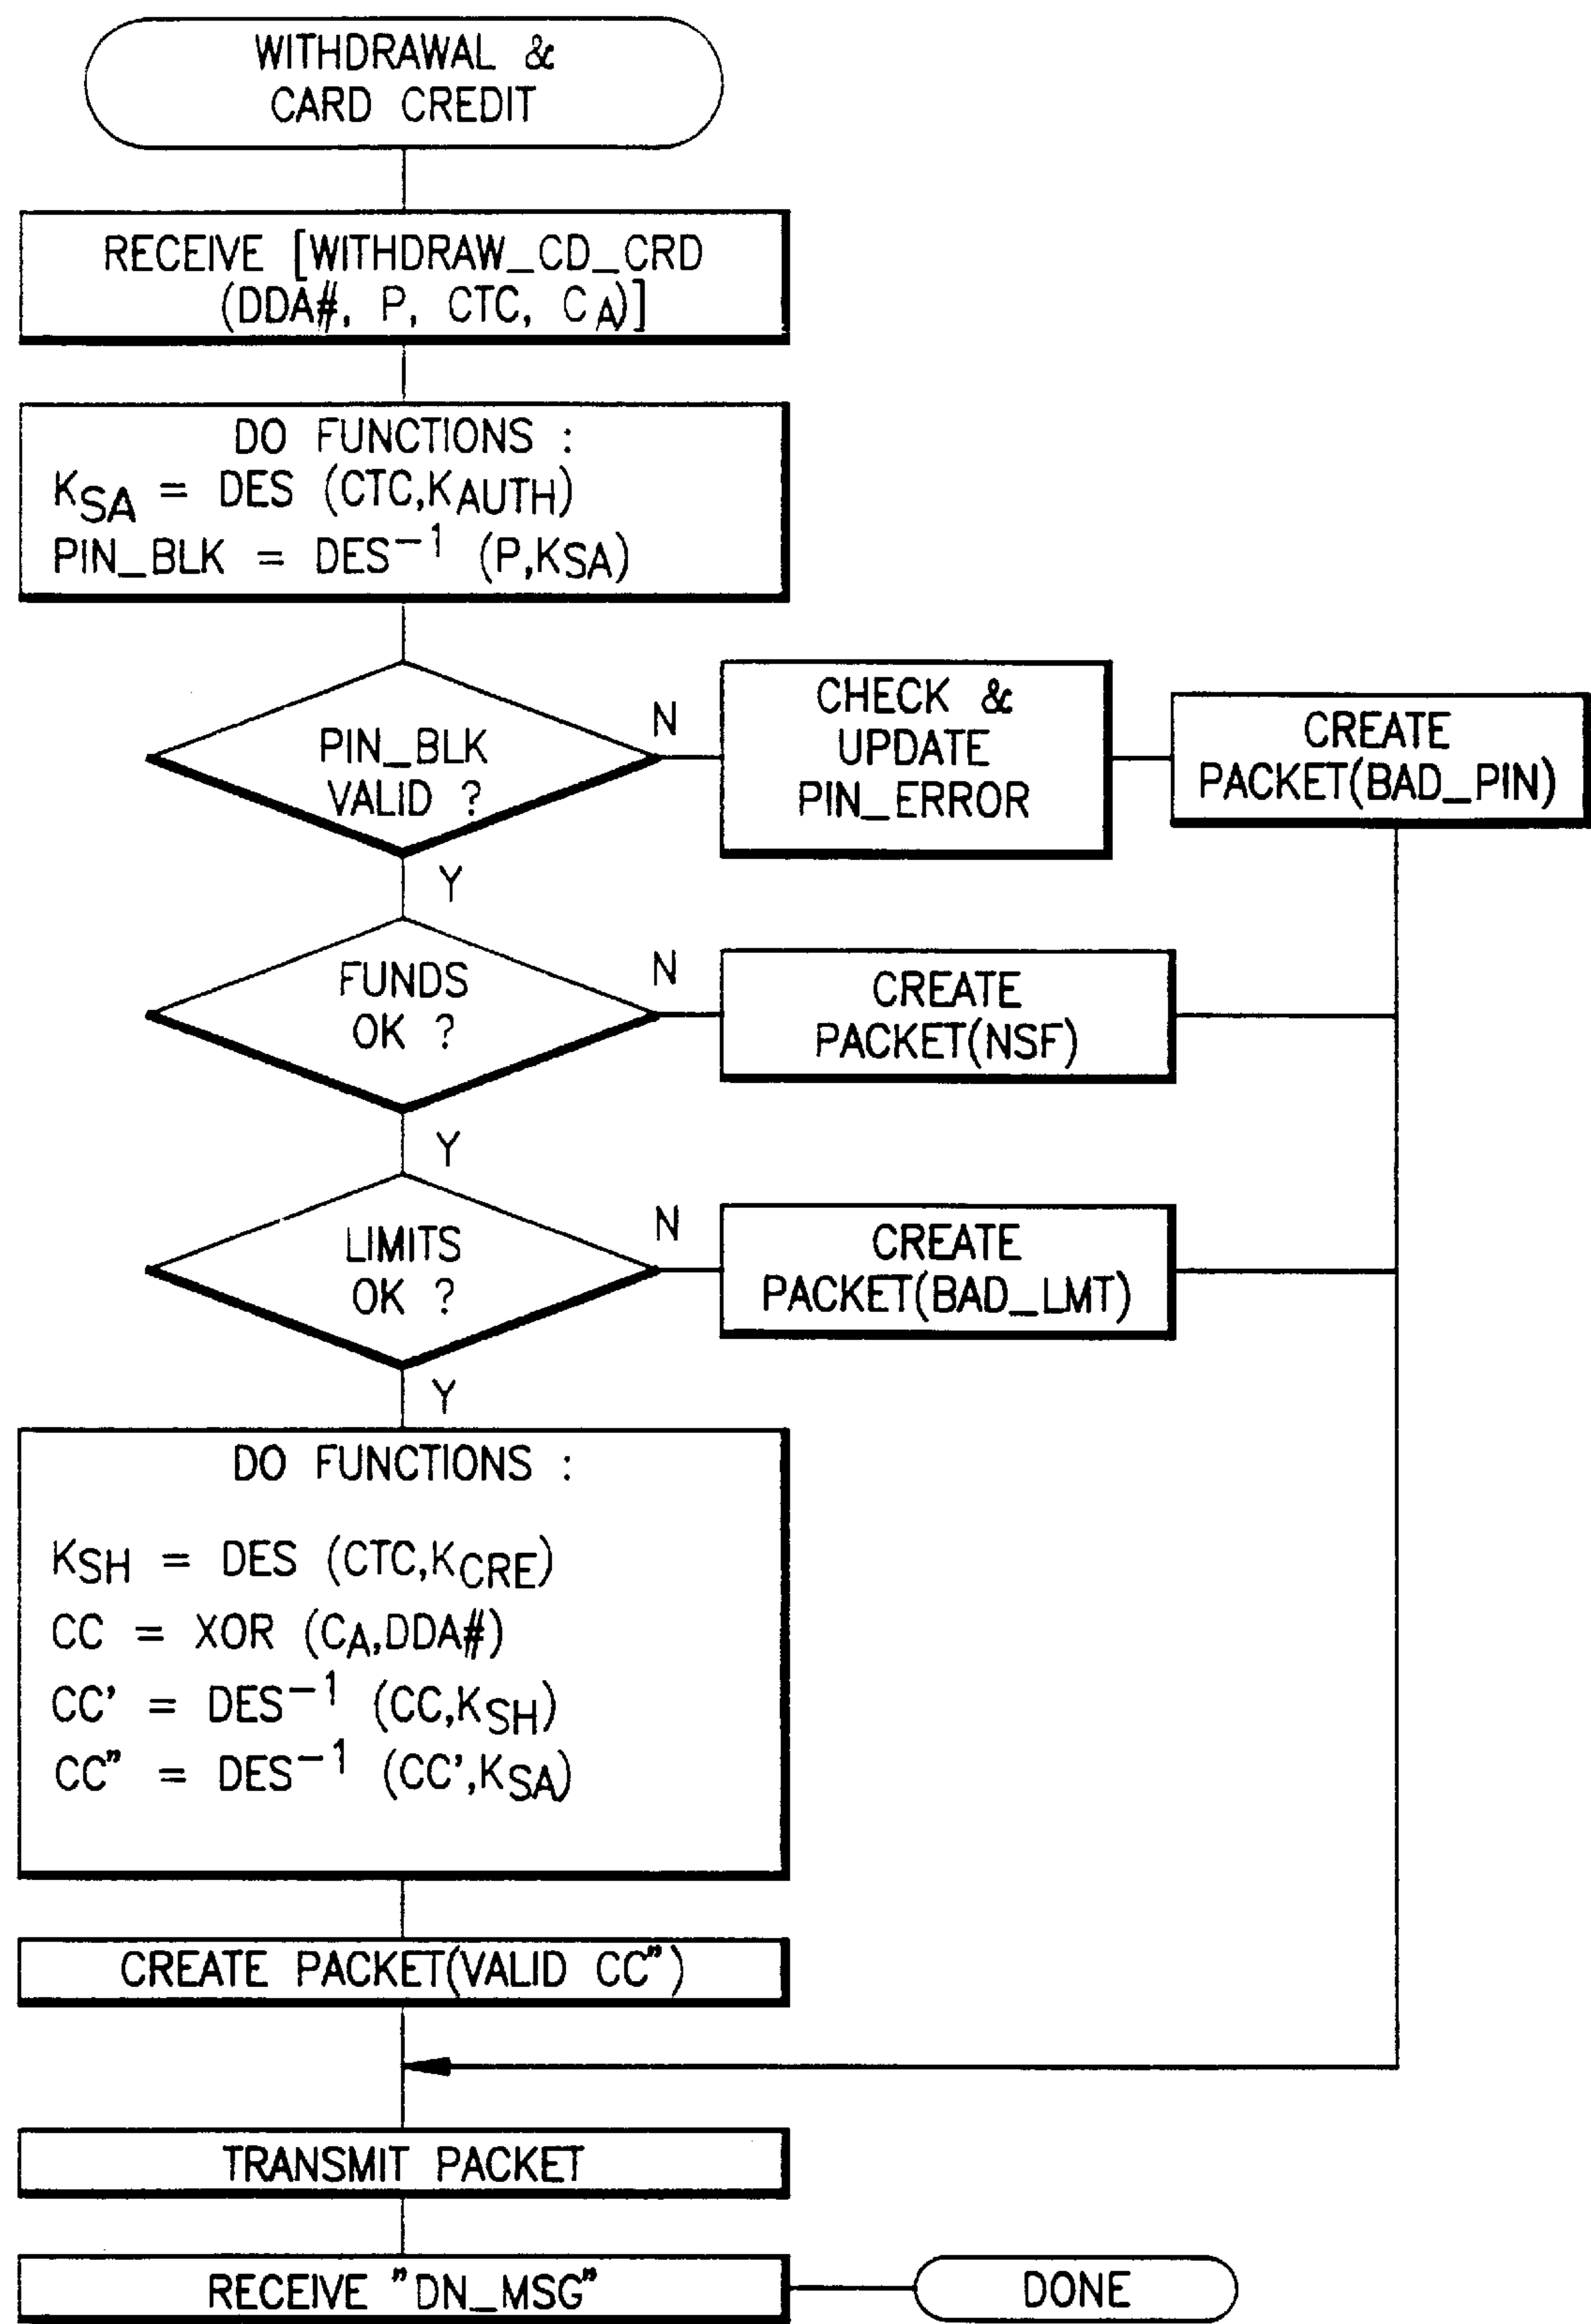 WITHDRAWAL &
CARD CREDIT
RECEIVE [WITHDRAW_CD_CRD
(DDA#, P, CTC, CA)]
DO FUNCTIONS :
KSA = DES (CTC,KAUTH)
PIN_BLK = DES⁻¹ (P,KSA)
PIN_BLK
VALID ?
N
CHECK &
UPDATE
PIN_ERROR
CREATE
PACKET(BAD_PIN)
Y
FUNDS
OK ?
N
CREATE
PACKET(NSF)
Y
LIMITS
OK ?
N
CREATE
PACKET(BAD_LMT)
Y
DO FUNCTIONS :
KSH = DES (CTC,KCRE)
CC = XOR (CA,DDA#)
CC' = DES⁻¹ (CC,KSH)
CC" = DES⁻¹ (CC',KSA)
CREATE PACKET(VALID CC")
TRANSMIT PACKET
RECEIVE "DN_MSG"
DONE